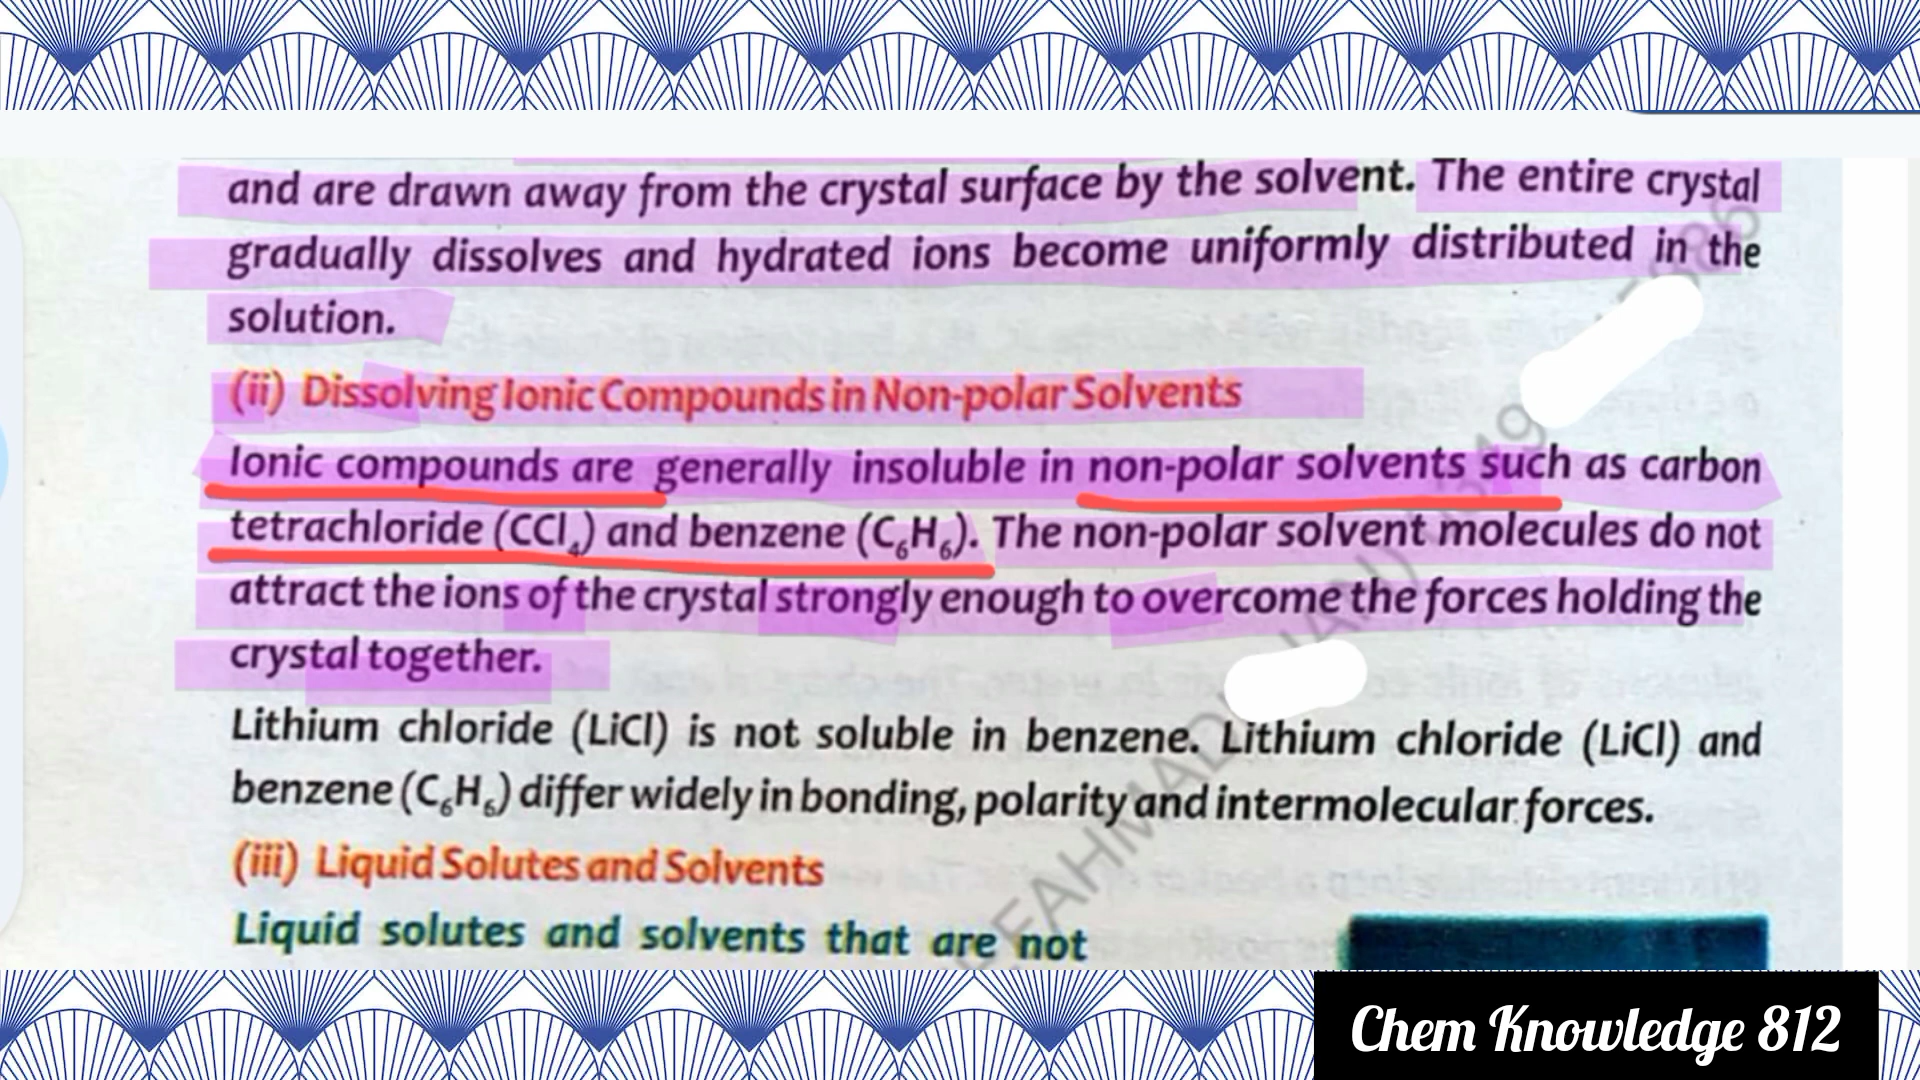 and are drawn away from the crystal surface by the solvent. The entire crystal
gradually dissolves and hydrated ions become uniformly distributed in the
solution.
(ii) Dissolving Ionic Compounds in Non-polar Solvents
Ionic compounds are generally insoluble in non-polar solvents such as carbon
tetrachloride (CCl₄) and benzene (C₆H₆). The non-polar solvent molecules do not
attract the ions of the crystal strongly enough to overcome the forces holding the
crystal together.
Lithium chloride (LiCl) is not soluble in benzene. Lithium chloride (LiCl) and
benzene (C₆H₆) differ widely in bonding, polarity and intermolecular forces.
(iii) Liquid Solutes and Solvents
Liquid solutes and solvents that are not
Chem Knowledge 812